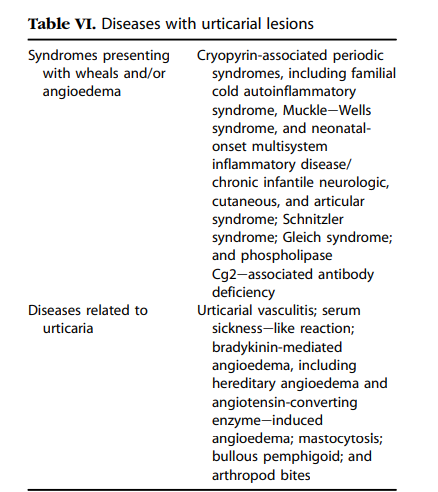 Table VI. Diseases with urticarial lesions
Syndromes presenting
with wheals and/or
angioedema
Cryopyrin-associated periodic
syndromes, including familial
cold autoinflammatory
syndrome, Muckle–Wells
syndrome, and neonatal-
onset multisystem
inflammatory disease/
chronic infantile neurologic,
cutaneous, and articular
syndrome; Schnitzler
syndrome; Gleich syndrome;
and phospholipase
Cg2–associated antibody
deficiency
Diseases related to
urticaria
Urticarial vasculitis; serum
sickness–like reaction;
bradykinin-mediated
angioedema, including
hereditary angioedema and
angiotensin-converting
enzyme–induced
angioedema; mastocytosis;
bullous pemphigoid; and
arthropod bites